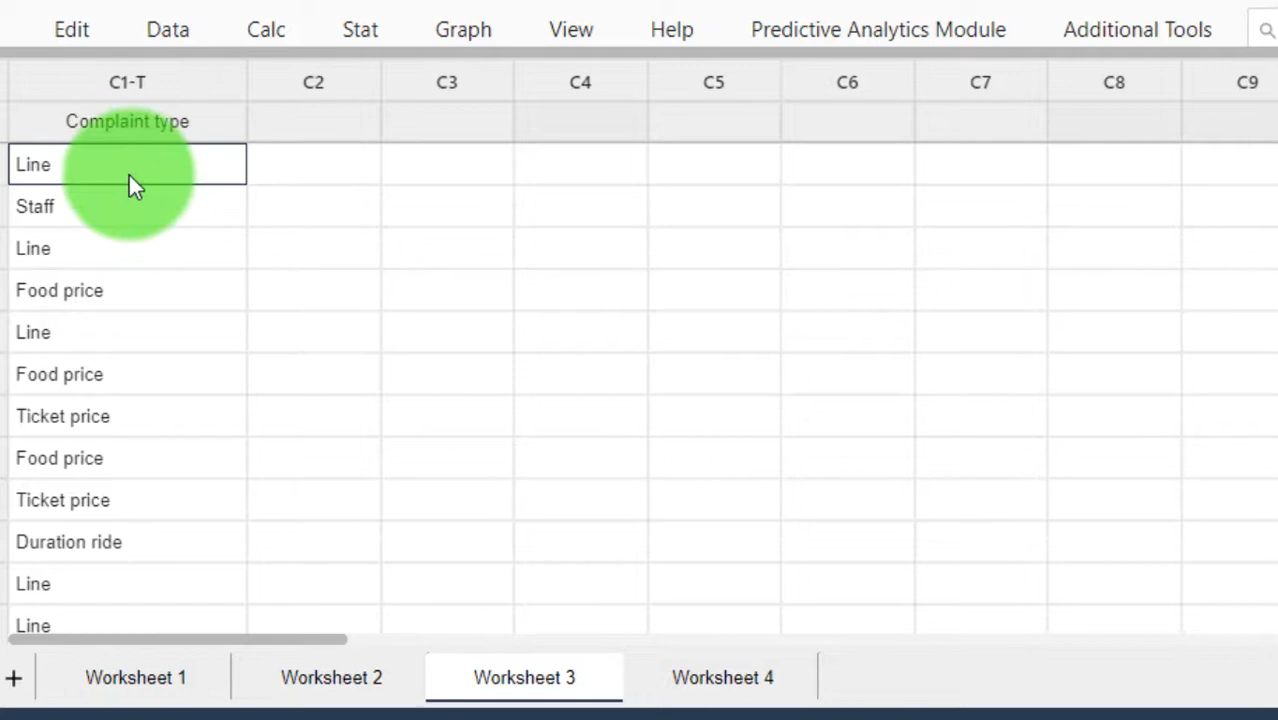 Edit Data Calc Stat Graph View Help Predictive Analytics Module Additional Tools
C1-T C2 C3 C4 C5 C6 C7 C8 C9
Complaint type
Line
Staff
Line
Food price
Line
Food price
Ticket price
Food price
Ticket price
Duration ride
Line
Line
+ Worksheet 1 Worksheet 2 Worksheet 3 Worksheet 4